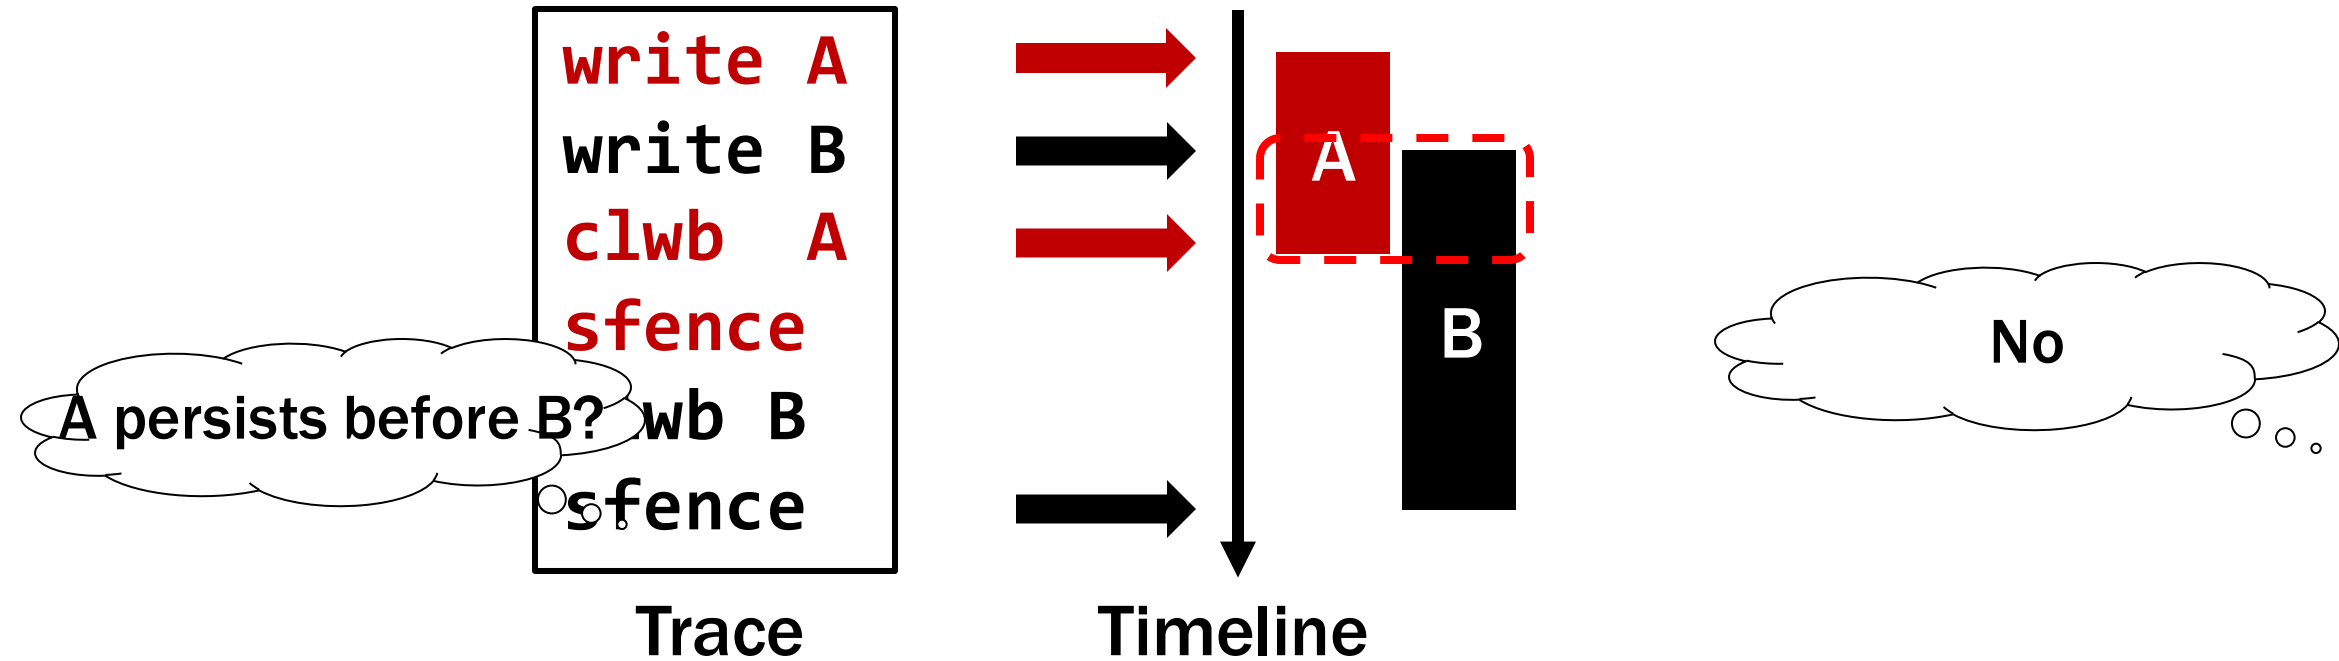 write A
write B
clwb A
sfence
A persists before B?
wb B
sfence
Trace
A
B
Timeline
No